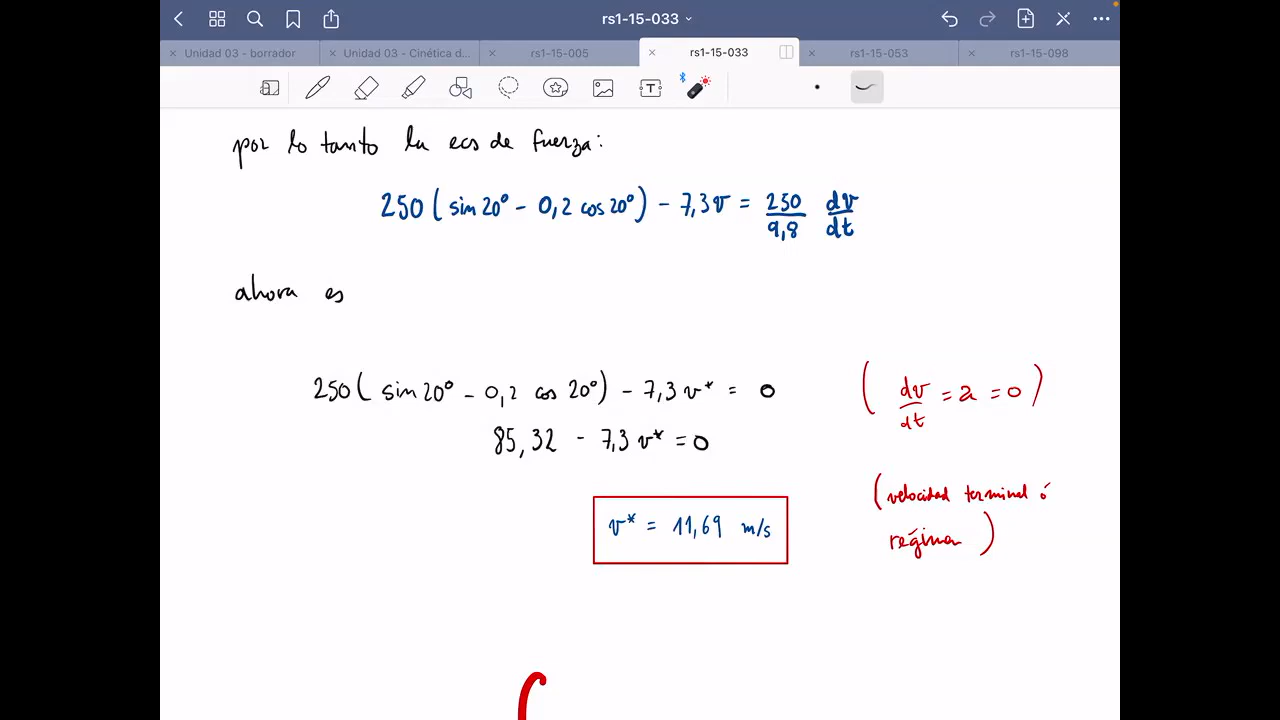 rs1-15-033
Unidad 03 - borrador
Unidad 03 - Cinética d...
rs1-15-005
rs1-15-033
rs1-15-053
rs1-15-098
por lo tanto la ecs de fuerza:
250 ( sin 20° - 0,2 cos 20° ) - 7,3 v = 250/9,8 dv/dt
ahora es
250 ( sin 20° - 0,2 cos 20° ) - 7,3 v* = 0
( dv/dt = a = 0 )
85,32 - 7,3 v* = 0
( velocidad terminal ó
régimen )
v* = 11,69 m/s